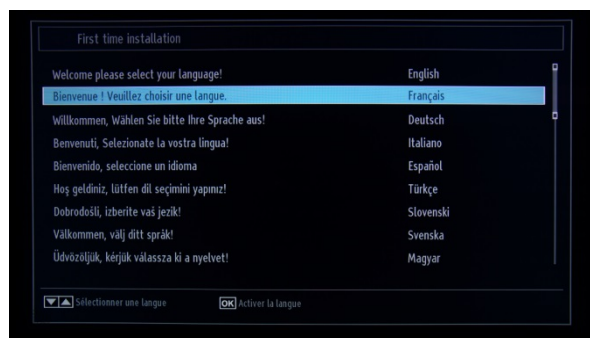 First time installation
Welcome please select your language! English
Bienvenue ! Veuillez choisir une langue. Français
Willkommen, Wählen Sie bitte Ihre Sprache aus! Deutsch
Benvenuti, Selezionate la vostra lingua! Italiano
Bienvenido, seleccione un idioma Español
Hoş geldiniz, lütfen dil seçimini yapınız! Türkçe
Dobrodošli, izberite vaš jezik! Slovenski
Välkommen, välj ditt språk! Svenska
Üdvözöljük, kérjük válassza ki a nyelvet! Magyar
Sélectionner une langue OK Activer la langue